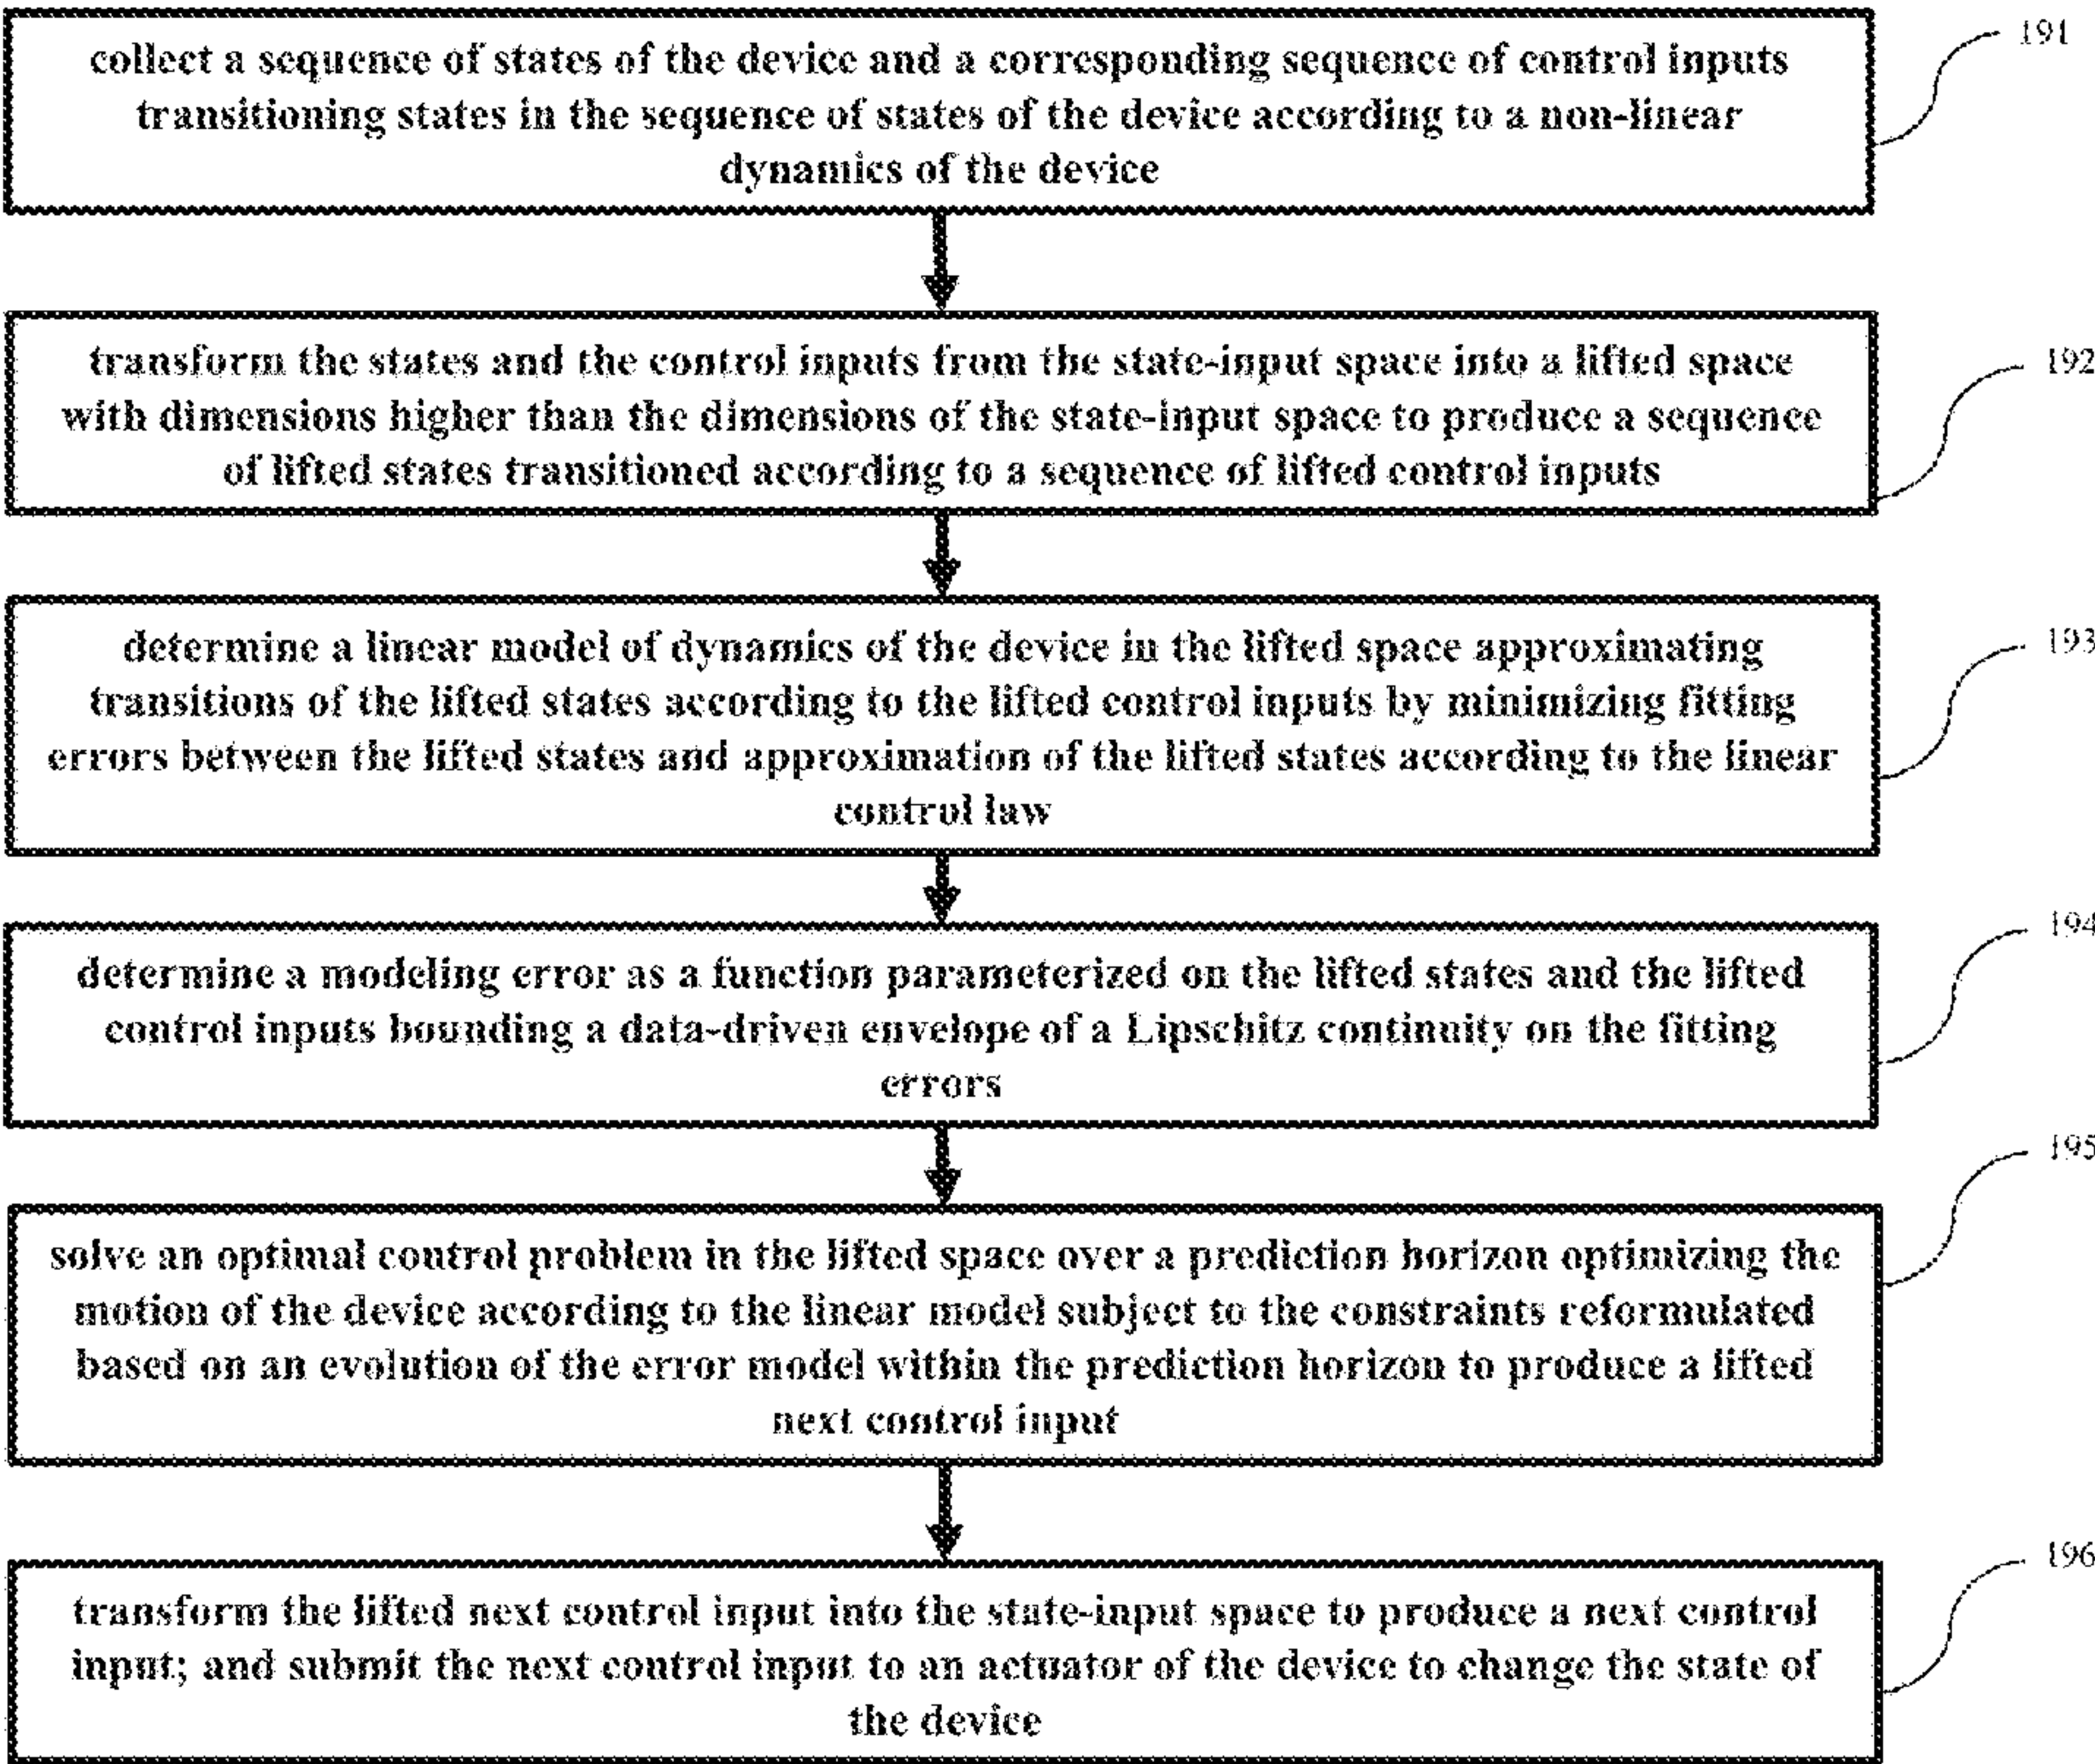 collect a sequence of states of the device and a corresponding sequence of control inputs
transitioning states in the sequence of states of the device according to a non-linear
dynamics of the device
191
transform the states and the control inputs from the state-input space into a lifted space
with dimensions higher than the dimensions of the state-input space to produce a sequence
of lifted states transitioned according to a sequence of lifted control inputs
192
determine a linear model of dynamics of the device in the lifted space approximating
transitions of the lifted states according to the lifted control inputs by minimizing fitting
errors between the lifted states and approximation of the lifted states according to the linear
control law
193
determine a modeling error as a function parameterized on the lifted states and the lifted
control inputs bounding a data-driven envelope of a Lipschitz continuity on the fitting
errors
194
solve an optimal control problem in the lifted space over a prediction horizon optimizing the
motion of the device according to the linear model subject to the constraints reformulated
based on an evolution of the error model within the prediction horizon to produce a lifted
next control input
195
transform the lifted next control input into the state-input space to produce a next control
input; and submit the next control input to an actuator of the device to change the state of
the device
196